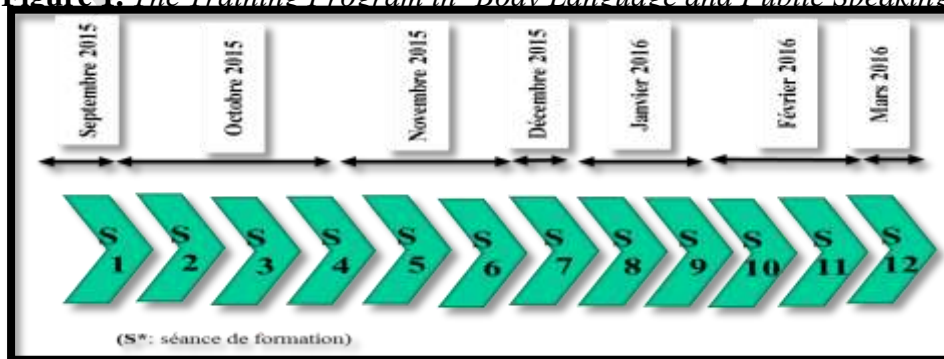 Figure 1. The Training Program in "Body Language and Public Speaking
Septembre 2015
Octobre 2015
Novembre 2015
Décembre 2015
Janvier 2016
Février 2016
Mars 2016
S 1
S 2
S 3
S 4
S 5
S 6
S 7
S 8
S 9
S 10
S 11
S 12
(S*: séance de formation)